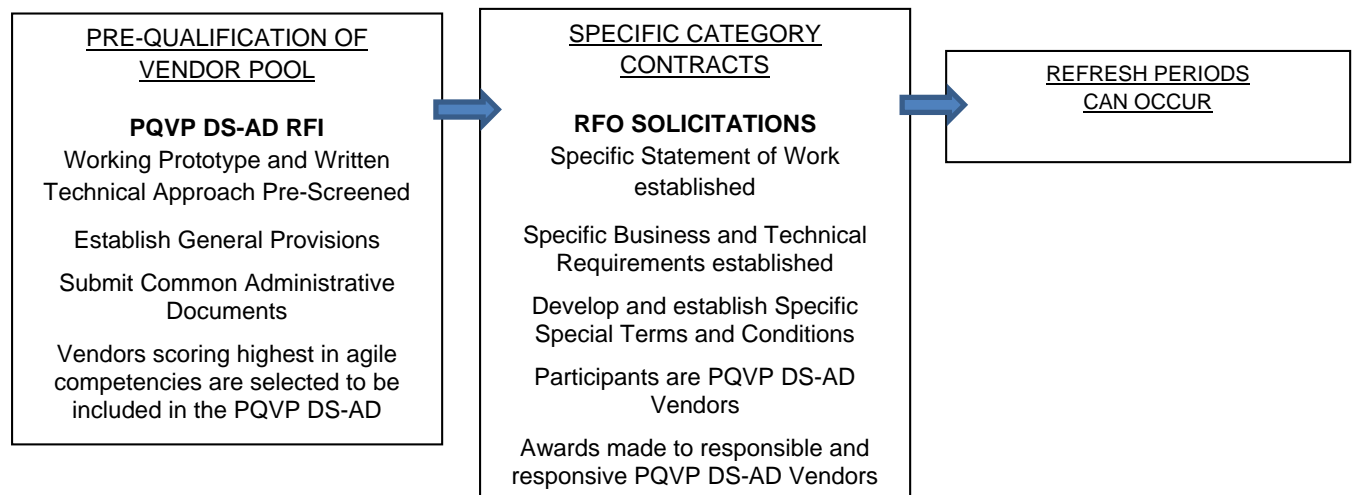 PRE-QUALIFICATION OF
VENDOR POOL
PQVP DS-AD RFI
Working Prototype and Written
Technical Approach Pre-Screened
Establish General Provisions
Submit Common Administrative
Documents
Vendors scoring highest in agile
competencies are selected to be
included in the PQVP DS-AD
SPECIFIC CATEGORY
CONTRACTS
RFO SOLICITATIONS
Specific Statement of Work
established
Specific Business and Technical
Requirements established
Develop and establish Specific
Special Terms and Conditions
Participants are PQVP DS-AD
Vendors
Awards made to responsible and
responsive PQVP DS-AD Vendors
REFRESH PERIODS
CAN OCCUR